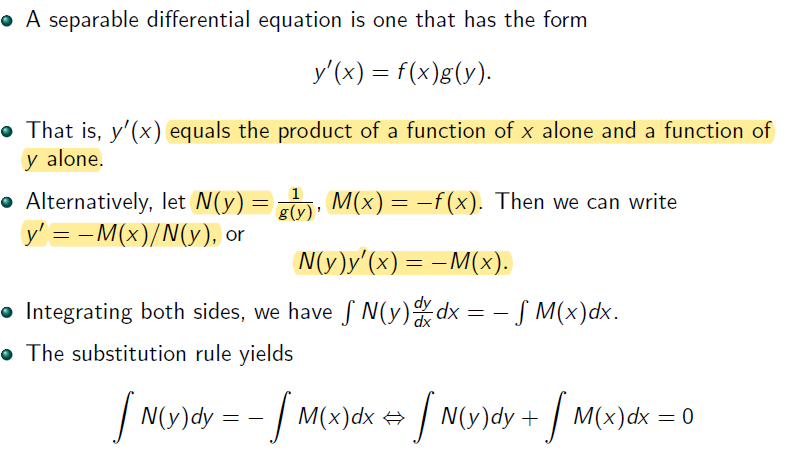 • A separable differential equation is one that has the form
y′(x) = f(x)g(y).
• That is, y′(x) equals the product of a function of x alone and a function of
y alone.
• Alternatively, let N(y) = 1/g(y), M(x) = −f(x). Then we can write
y′ = −M(x)/N(y), or
N(y)y′(x) = −M(x).
• Integrating both sides, we have ∫ N(y) dy/dx dx = − ∫ M(x)dx.
• The substitution rule yields
∫ N(y)dy = − ∫ M(x)dx ⇔ ∫ N(y)dy + ∫ M(x)dx = 0